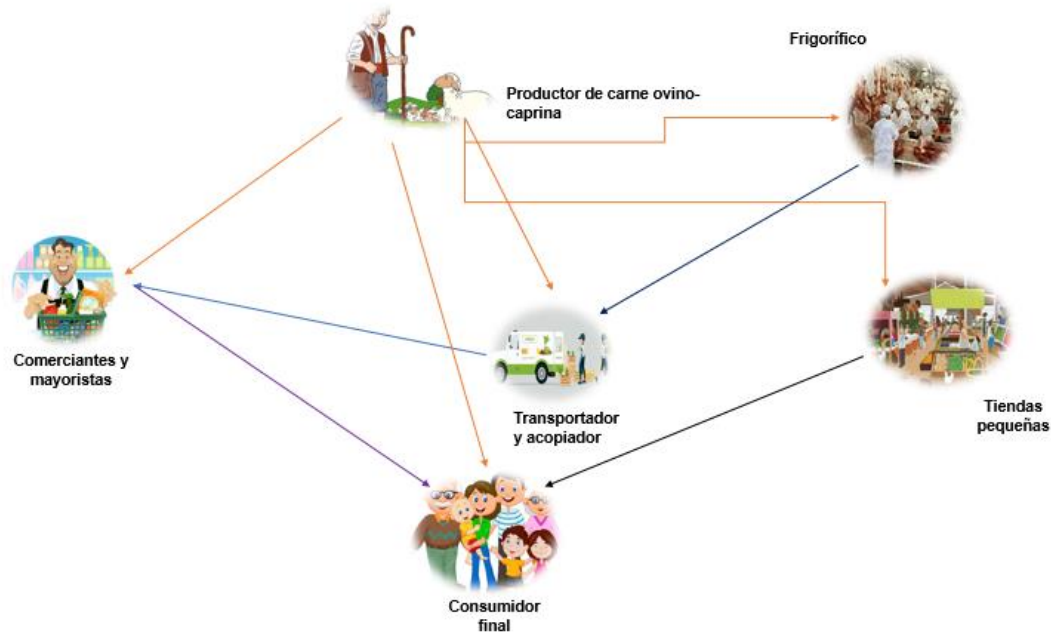 Frigorífico
Productor de carne ovino-
caprina
Comerciantes y
mayoristas
Transportador
y acopiador
Tiendas
pequeñas
Consumidor
final